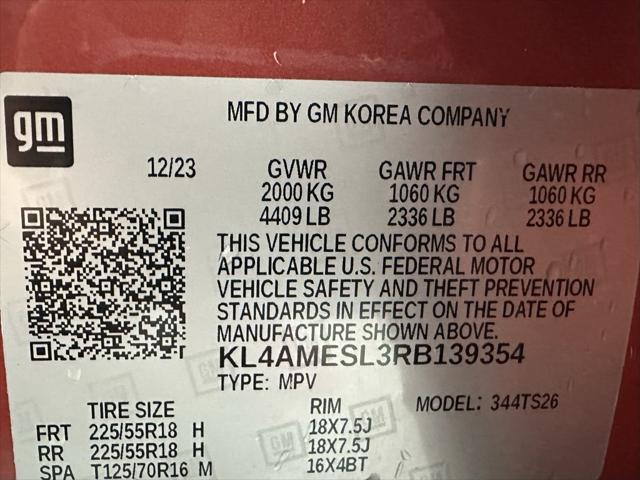 gm
MFD BY GM KOREA COMPANY
12/23 GVWR GAWR FRT GAWR RR
2000 KG 1060 KG 1060 KG
4409 LB 2336 LB 2336 LB
THIS VEHICLE CONFORMS TO ALL
APPLICABLE U.S. FEDERAL MOTOR
VEHICLE SAFETY AND THEFT PREVENTION
STANDARDS IN EFFECT ON THE DATE OF
MANUFACTURE SHOWN ABOVE.
KL4AMESL3RB139354
TYPE: MPV
TIRE SIZE RIM MODEL: 344TS26
FRT 225/55R18 H 18X7.5J
RR 225/55R18 H 18X7.5J
SPA T125/70R16 M 16X4BT